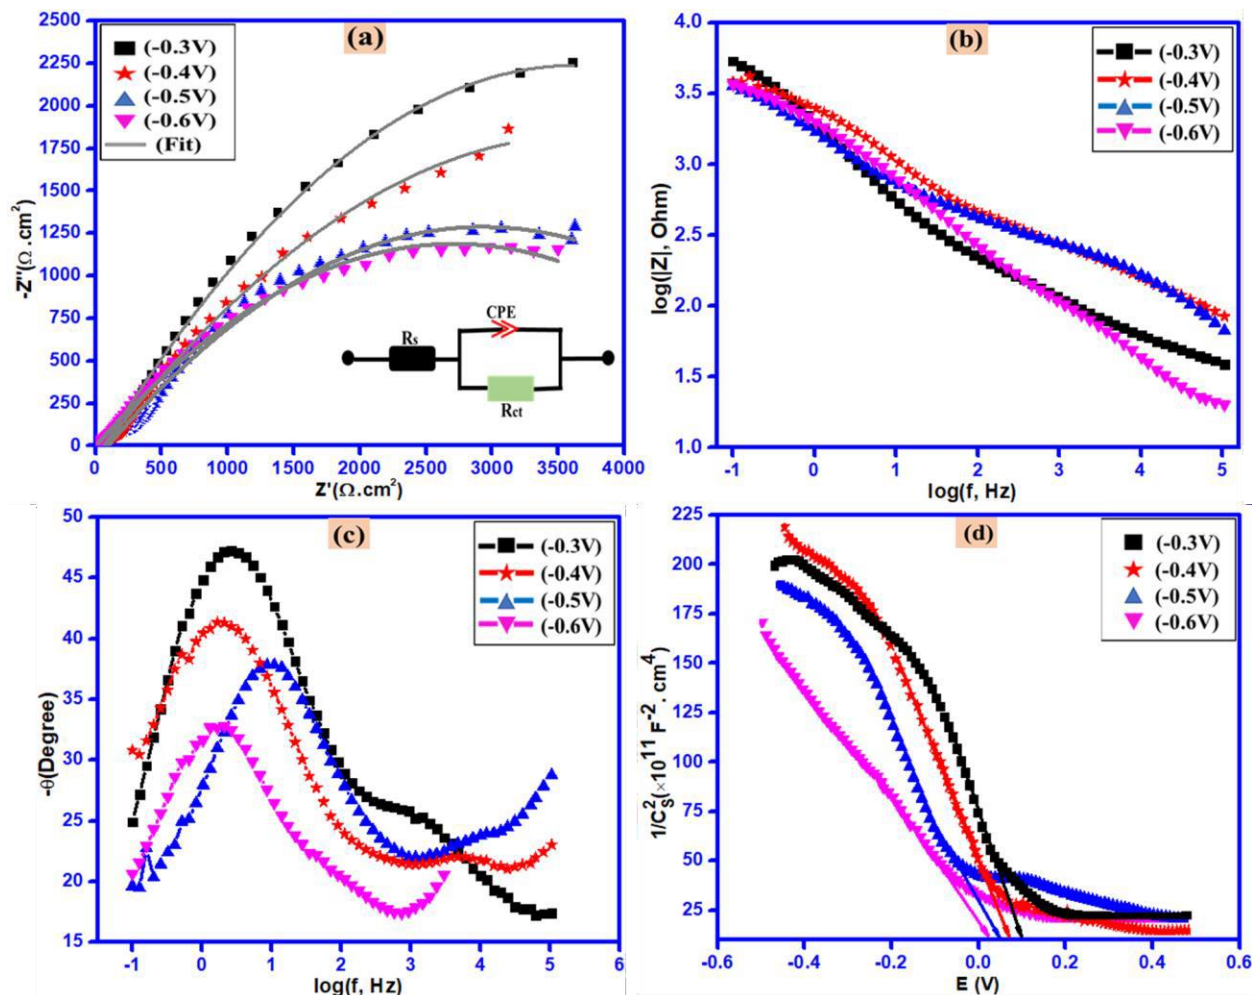 (a)
(-0.3V)
(-0.4V)
(-0.5V)
(-0.6V)
(Fit)
-Z''(Ω.cm²)
2500
2250
2000
1750
1500
1250
1000
750
500
250
0
0 500 1000 1500 2000 2500 3000 3500 4000
Z'(Ω.cm²)
Rs
CPE
Rct
(b)
(-0.3V)
(-0.4V)
(-0.5V)
(-0.6V)
log(|Z|, Ohm)
4.0
3.5
3.0
2.5
2.0
1.5
1.0
-1 0 1 2 3 4 5
log(f, Hz)
(c)
(-0.3V)
(-0.4V)
(-0.5V)
(-0.6V)
-θ(Degree)
50
45
40
35
30
25
20
15
-1 0 1 2 3 4 5 6
log(f, Hz)
(d)
(-0.3V)
(-0.4V)
(-0.5V)
(-0.6V)
1/C²S(×10¹¹ F⁻². cm⁴)
225
200
175
150
125
100
75
50
25
-0.6 -0.4 -0.2 0.0 0.2 0.4 0.6
E (V)